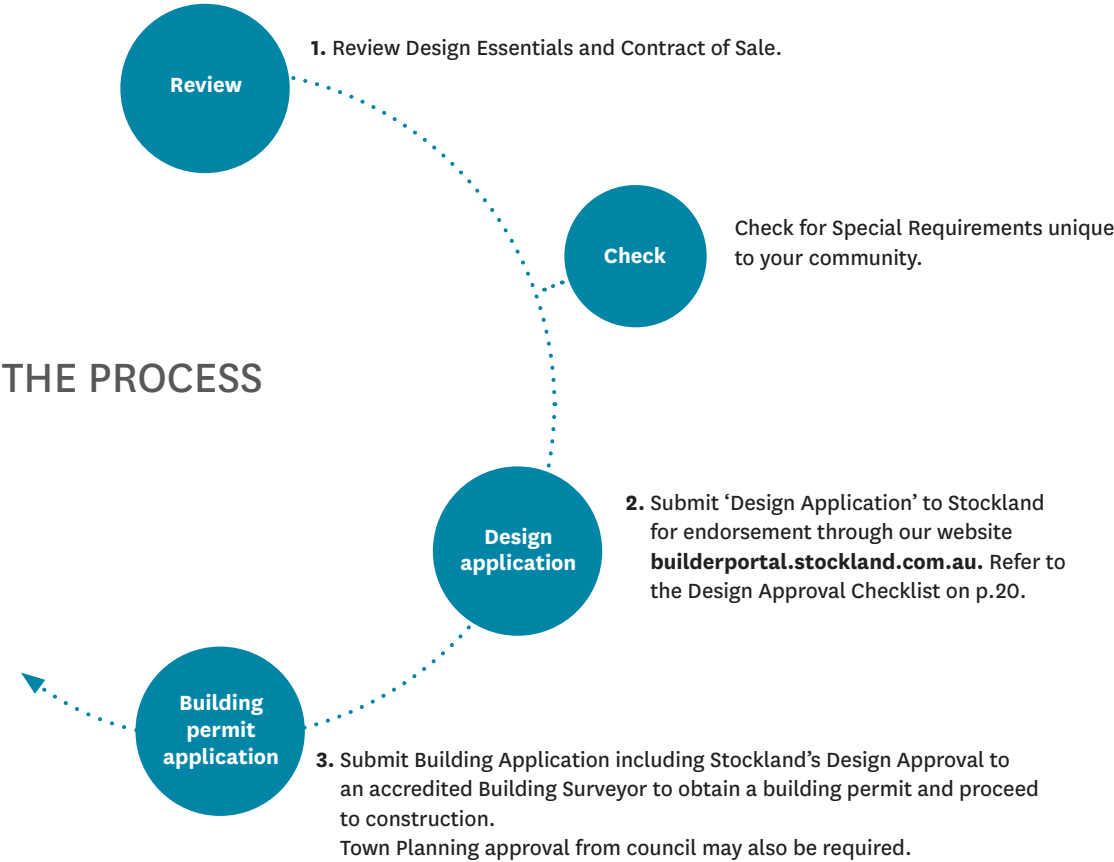 1. Review Design Essentials and Contract of Sale.
Review
Check for Special Requirements unique
to your community.
Check
THE PROCESS
2. Submit ‘Design Application’ to Stockland
for endorsement through our website
builderportal.stockland.com.au. Refer to
the Design Approval Checklist on p.20.
Design
application
Building
permit
application
3. Submit Building Application including Stockland’s Design Approval to
an accredited Building Surveyor to obtain a building permit and proceed
to construction.
Town Planning approval from council may also be required.